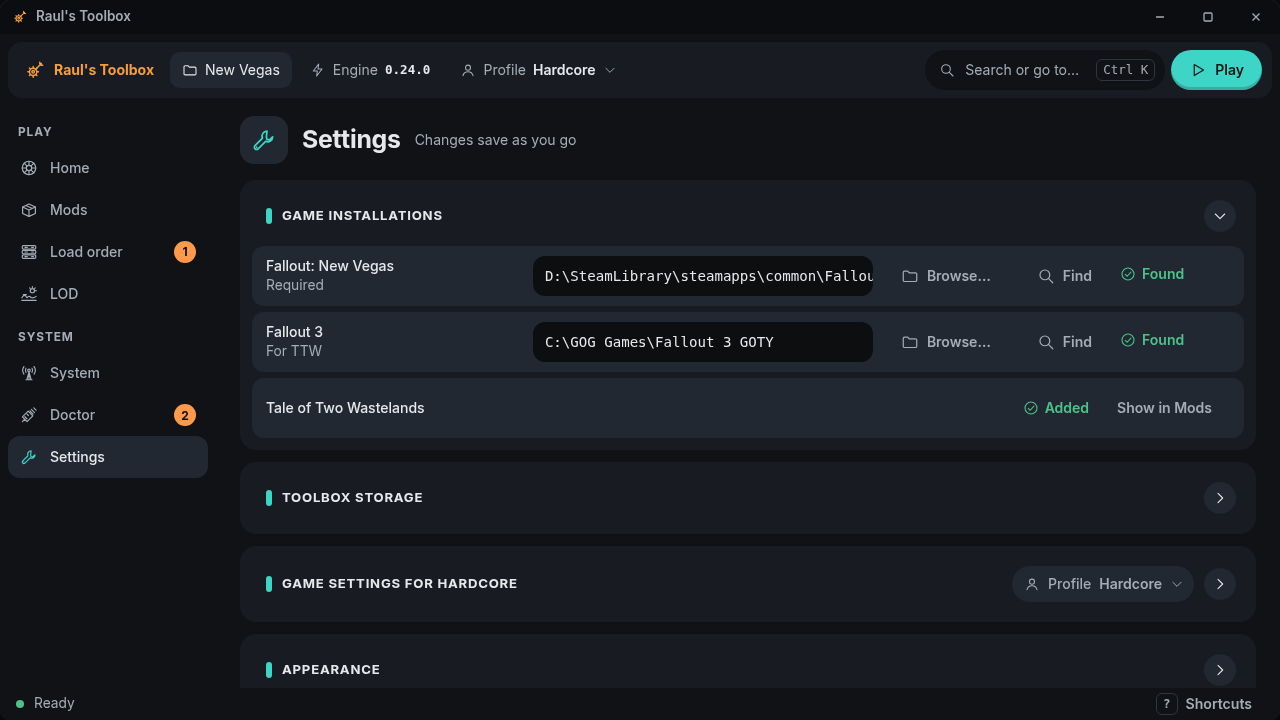 Raul's Toolbox
Raul's Toolbox
New Vegas
Engine 0.24.0
Profile Hardcore
Search or go to...
Ctrl K
Play
PLAY
Home
Mods
Load order 1
LOD
SYSTEM
System
Doctor 2
Settings
Settings
Changes save as you go
GAME INSTALLATIONS
Fallout: New Vegas
Required
D:\SteamLibrary\steamapps\common\Fallou
Browse...
Find
Found
Fallout 3
For TTW
C:\GOG Games\Fallout 3 GOTY
Browse...
Find
Found
Tale of Two Wastelands
Added
Show in Mods
TOOLBOX STORAGE
GAME SETTINGS FOR HARDCORE
Profile Hardcore
APPEARANCE
Ready
? Shortcuts